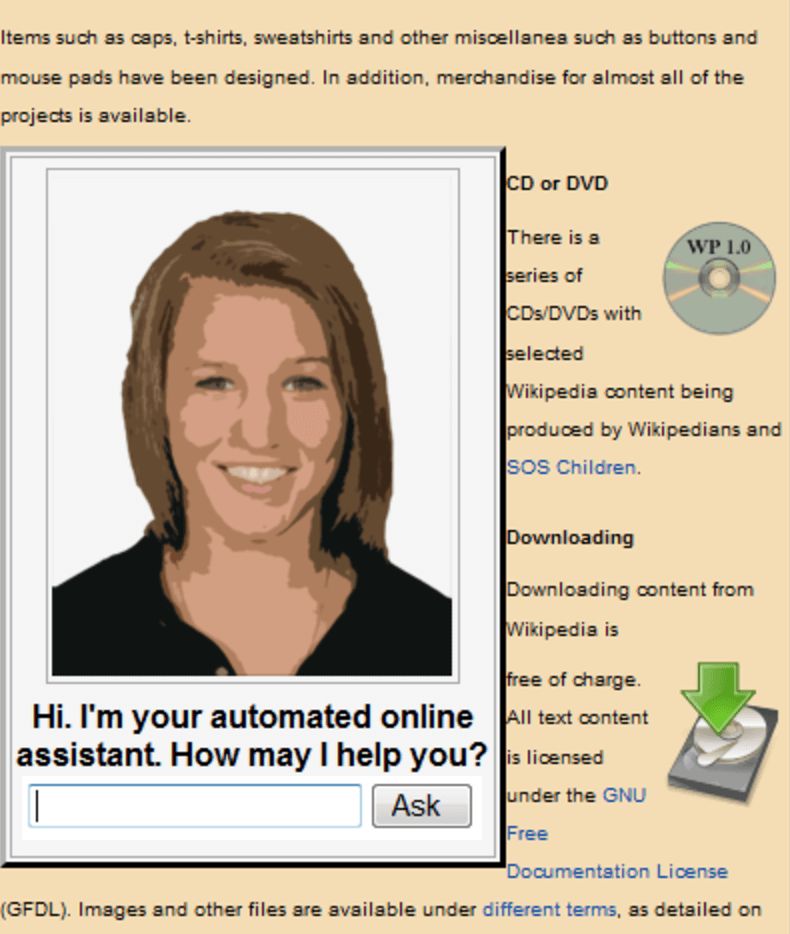 Items such as caps, t-shirts, sweatshirts and other miscellanea such as buttons and
mouse pads have been designed. In addition, merchandise for almost all of the
projects is available.
Hi. I'm your automated online
assistant. How may I help you?
Ask
CD or DVD
WP 1.0
There is a
series of
CDs/DVDs with
selected
Wikipedia content being
produced by Wikipedians and
SOS Children.
Downloading
Downloading content from
Wikipedia is
free of charge.
All text content
is licensed
under the GNU
Free
Documentation License
(GFDL). Images and other files are available under different terms, as detailed on